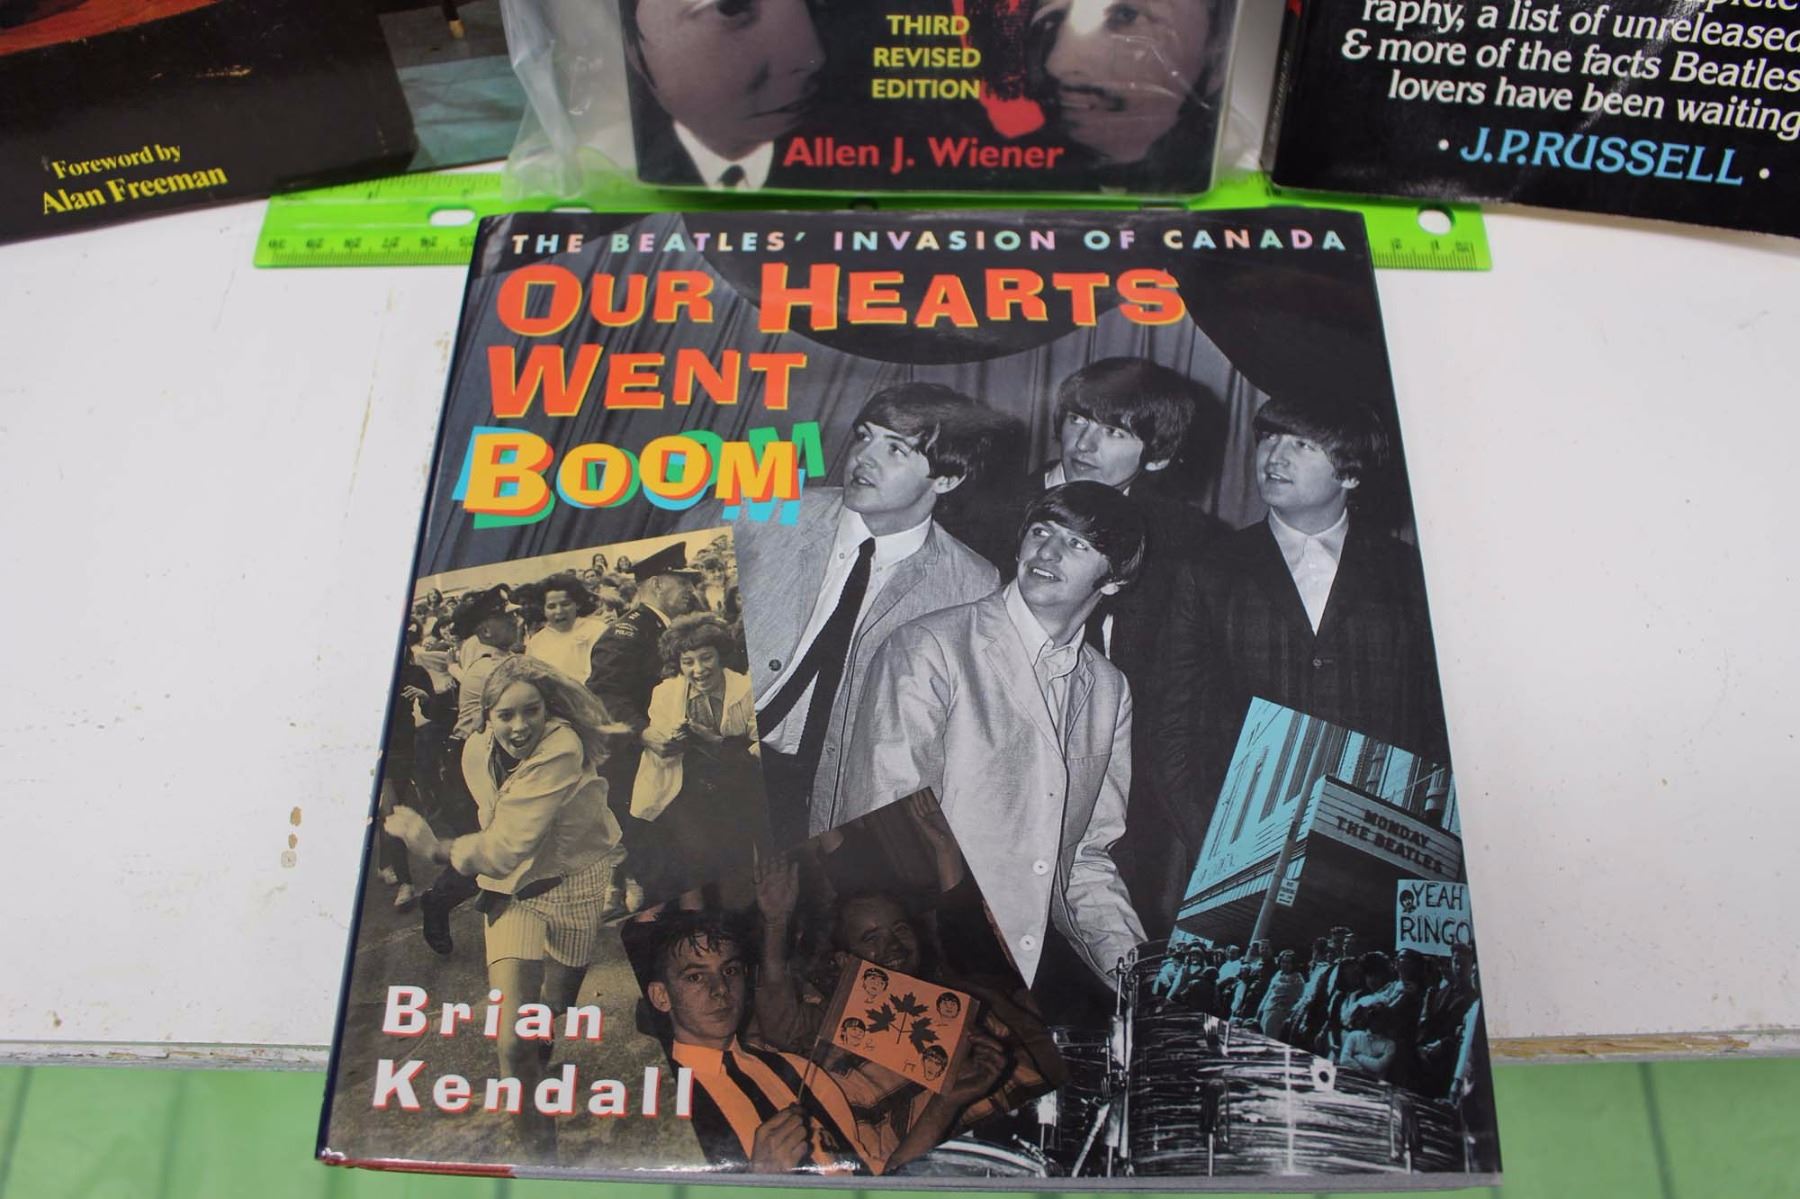 Foreword by
Alan Freeman
THIRD
REVISED
EDITION
Allen J. Wiener
raphy, a list of unreleased
& more of the facts Beatles
lovers have been waiting
• J.P. RUSSELL •
THE BEATLES' INVASION OF CANADA
OUR HEARTS
WENT
BOOM
MONDAY
THE BEATLES
YEAH
RINGO
Brian
Kendall